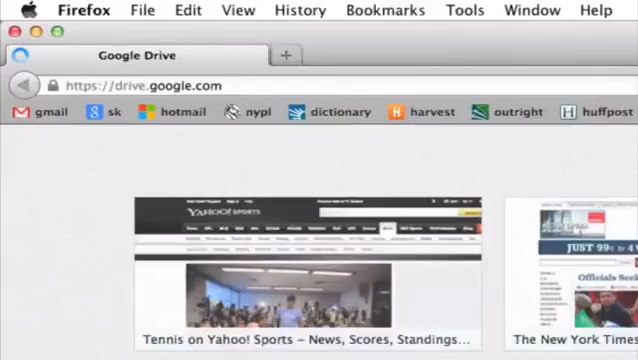 Firefox File Edit View History Bookmarks Tools Window Help
Google Drive
https://drive.google.com
gmail sk hotmail nypl dictionary harvest outright huffpost
YAHOO! SPORTS
JUST 99¢
Officials Seek
Tennis on Yahoo! Sports - News, Scores, Standings...
The New York Times